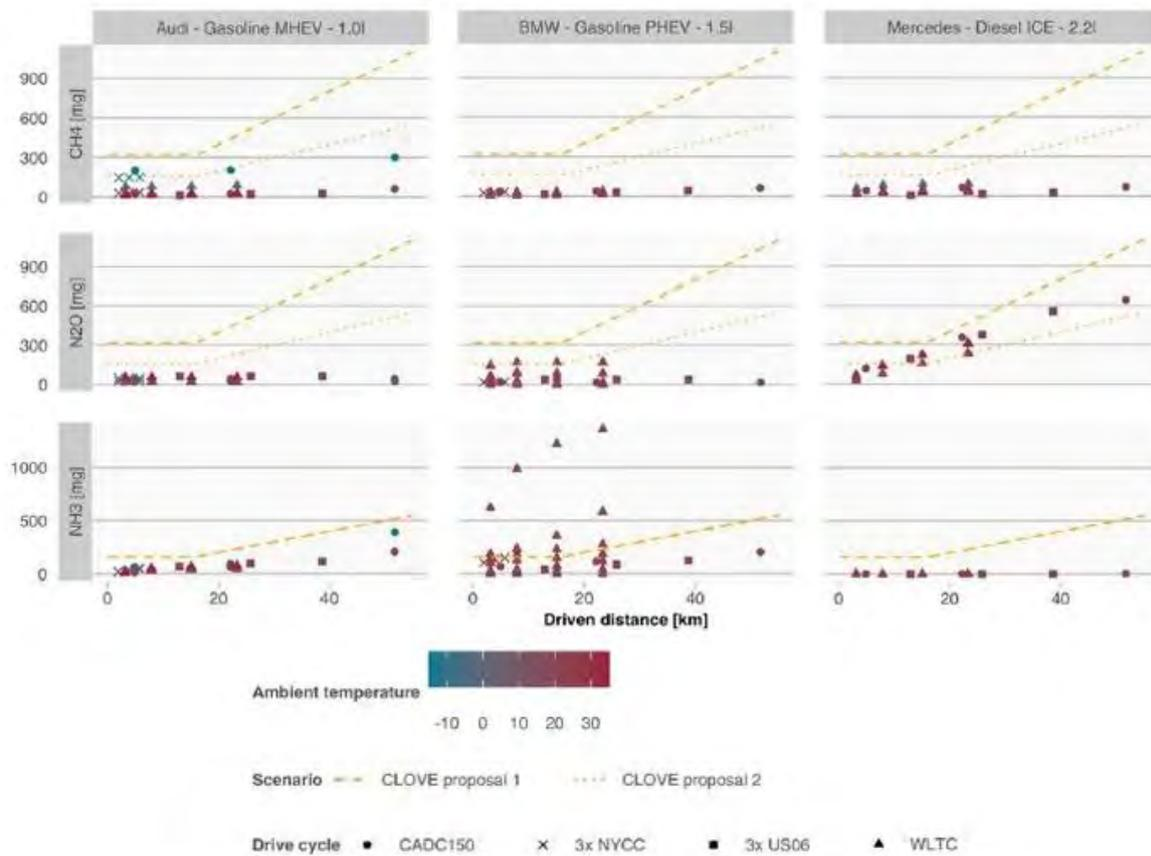 Audi - Gasoline MHEV - 1.0l
BMW - Gasoline PHEV - 1.5l
Mercedes - Diesel ICE - 2.2l
CH4 [mg]
900
600
300
0
N2O [mg]
900
600
300
0
NH3 [mg]
1000
500
0
0 20 40 0 20 40 0 20 40
Driven distance [km]
Ambient temperature
-10 0 10 20 30
Scenario CLOVE proposal 1 CLOVE proposal 2
Drive cycle CADC150 3x NYCC 3x US06 WLTC